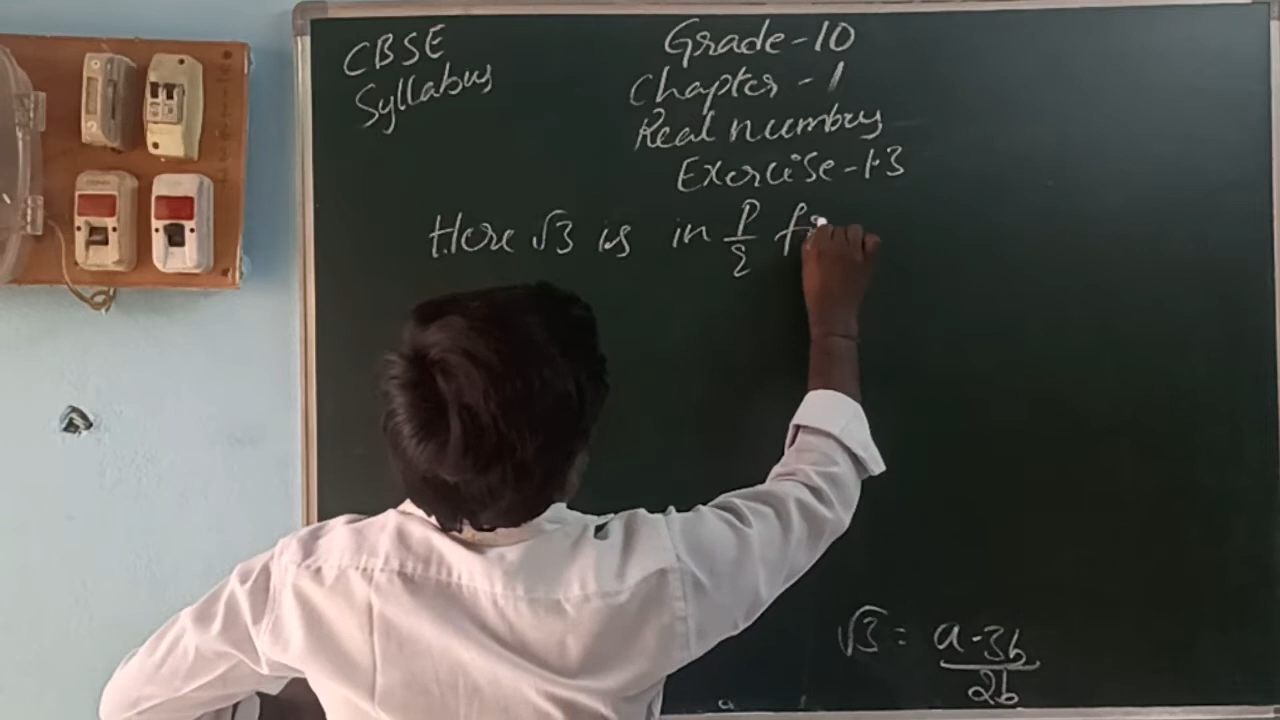 CBSE
Syllabus
Grade-10
Chapter-1
Real numbers
Exercise-1.3
Here √3 is in p/q
√3 = a-3b/2b